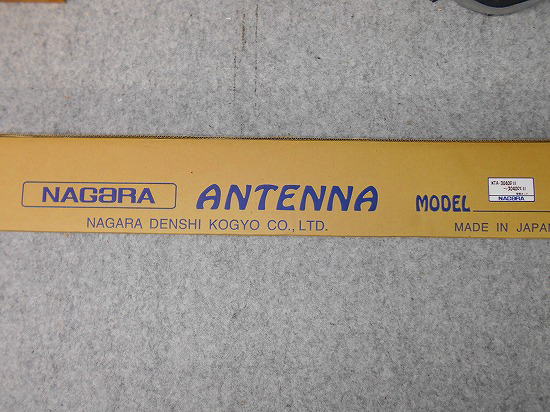 NAGARA
ANTENNA
MODEL
NAGARA
NAGARA DENSHI KOGYO CO., LTD.
MADE IN JAPAN